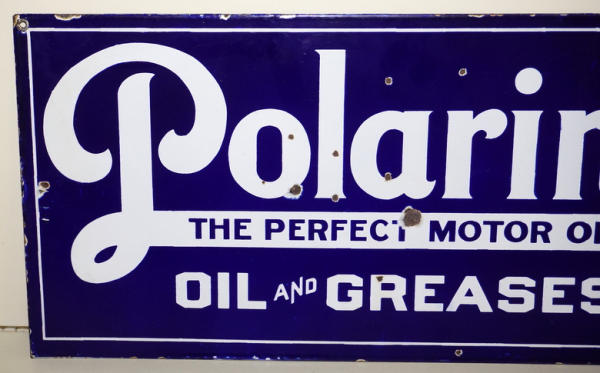 Polarin
THE PERFECT MOTOR O
OIL AND GREASES